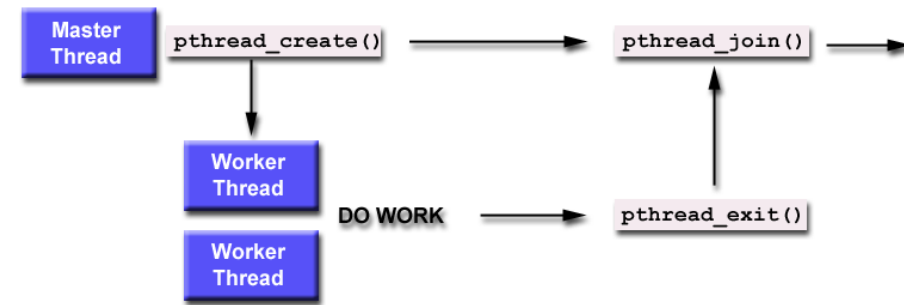 Master
Thread
pthread_create()
pthread_join()
Worker
Thread
DO WORK
pthread_exit()
Worker
Thread